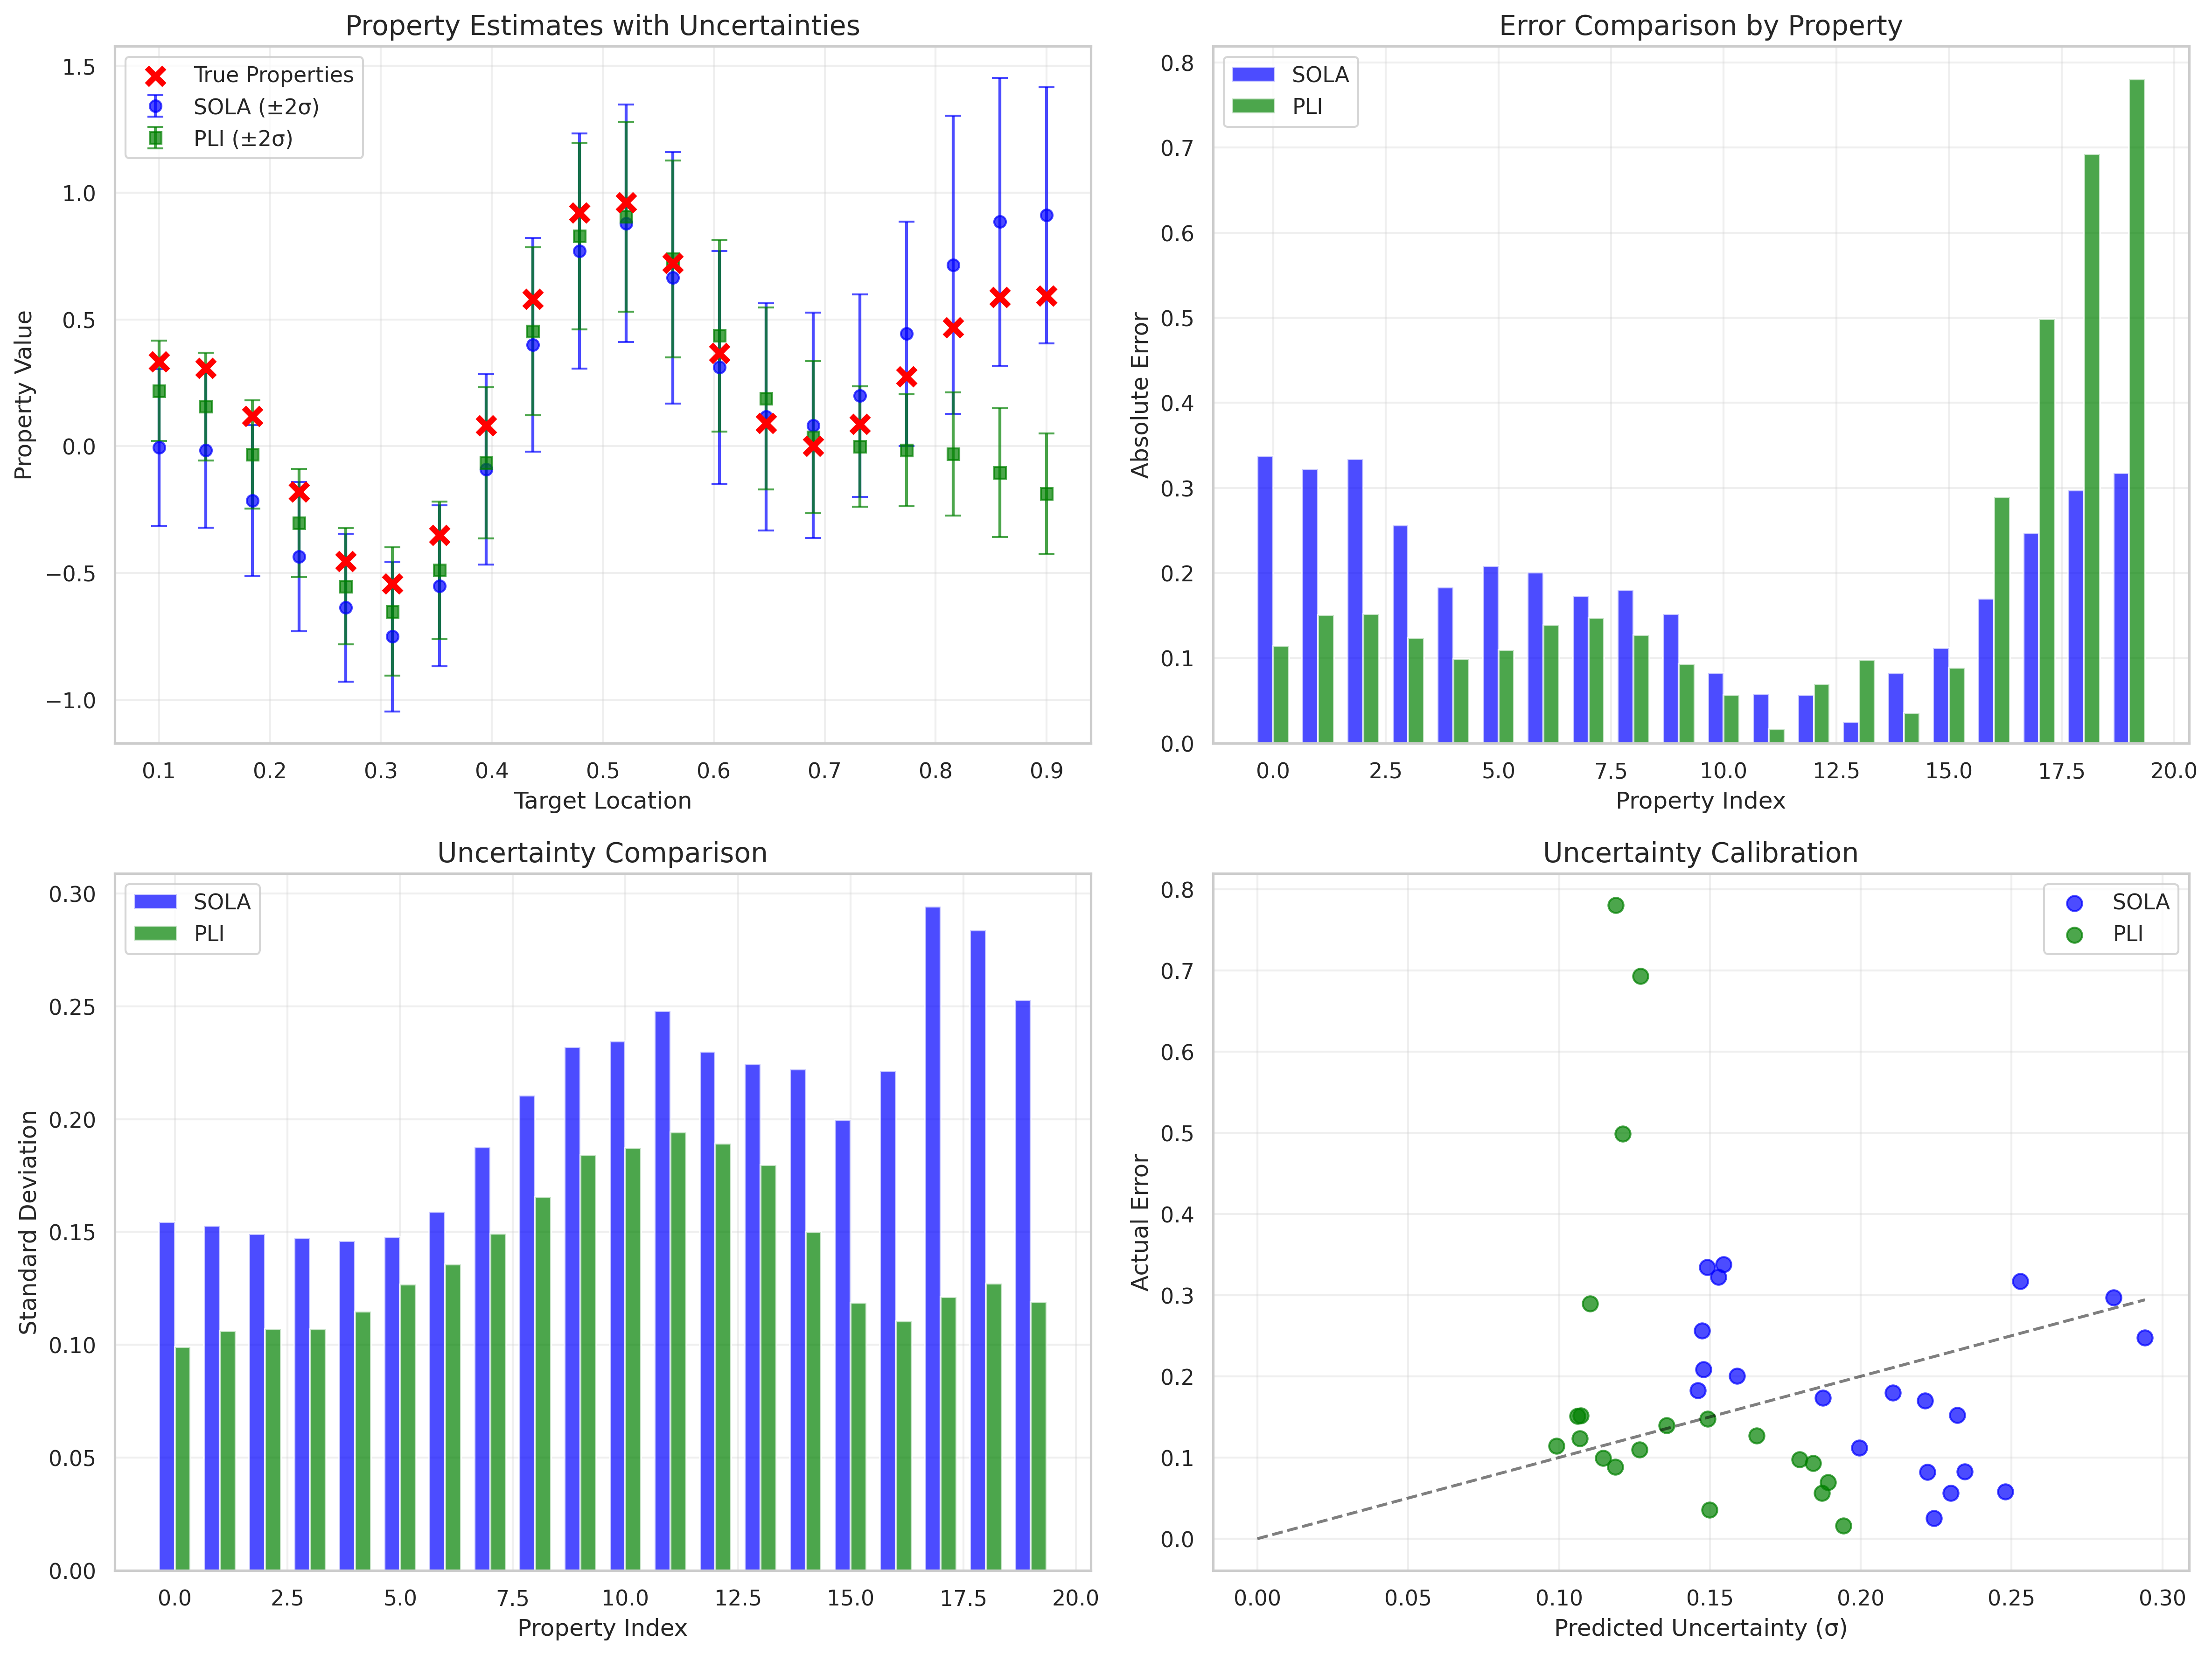 Property Estimates with Uncertainties
True Properties
SOLA (±2σ)
PLI (±2σ)
Property Value
1.5
1.0
0.5
0.0
−0.5
−1.0
0.1 0.2 0.3 0.4 0.5 0.6 0.7 0.8 0.9
Target Location
Error Comparison by Property
SOLA
PLI
Absolute Error
0.8
0.7
0.6
0.5
0.4
0.3
0.2
0.1
0.0
0.0 2.5 5.0 7.5 10.0 12.5 15.0 17.5 20.0
Property Index
Uncertainty Comparison
SOLA
PLI
Standard Deviation
0.30
0.25
0.20
0.15
0.10
0.05
0.00
0.0 2.5 5.0 7.5 10.0 12.5 15.0 17.5 20.0
Property Index
Uncertainty Calibration
SOLA
PLI
Actual Error
0.8
0.7
0.6
0.5
0.4
0.3
0.2
0.1
0.0
0.00 0.05 0.10 0.15 0.20 0.25 0.30
Predicted Uncertainty (σ)